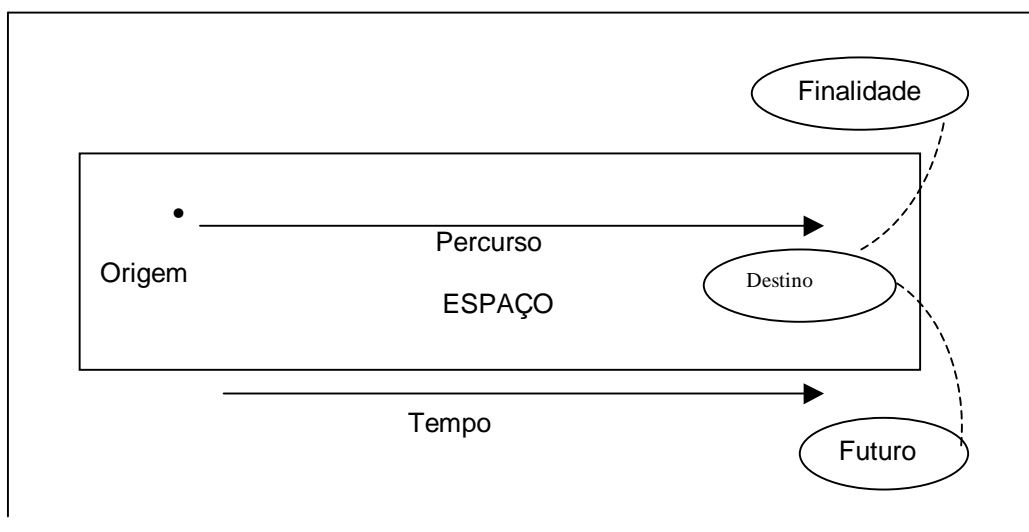 Finalidade
Percurso
Origem
Destino
ESPAÇO
Tempo
Futuro